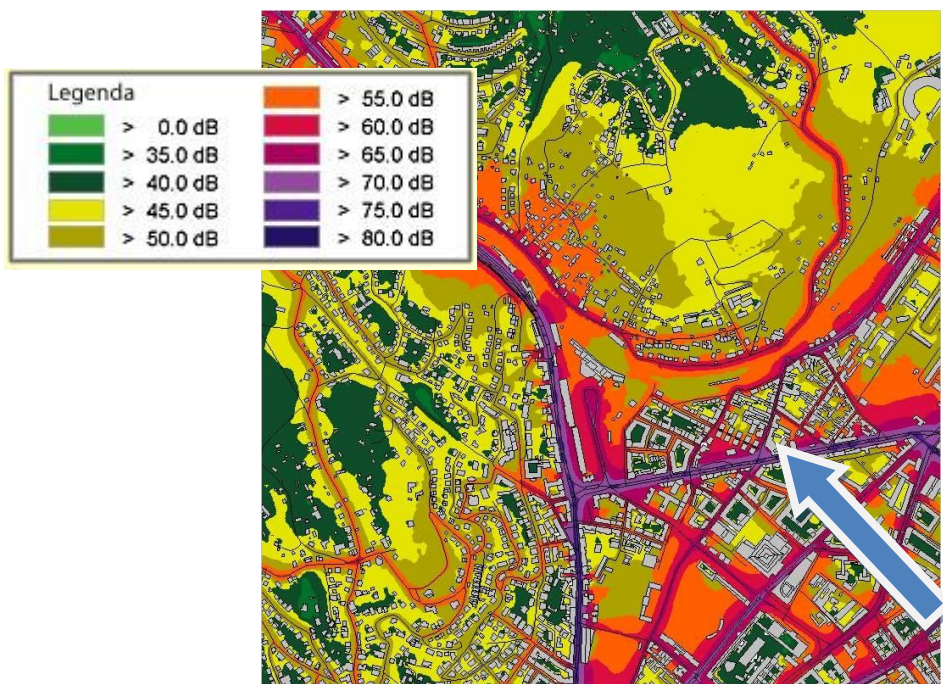 Legenda
> 0.0 dB
> 35.0 dB
> 40.0 dB
> 45.0 dB
> 50.0 dB
> 55.0 dB
> 60.0 dB
> 65.0 dB
> 70.0 dB
> 75.0 dB
> 80.0 dB